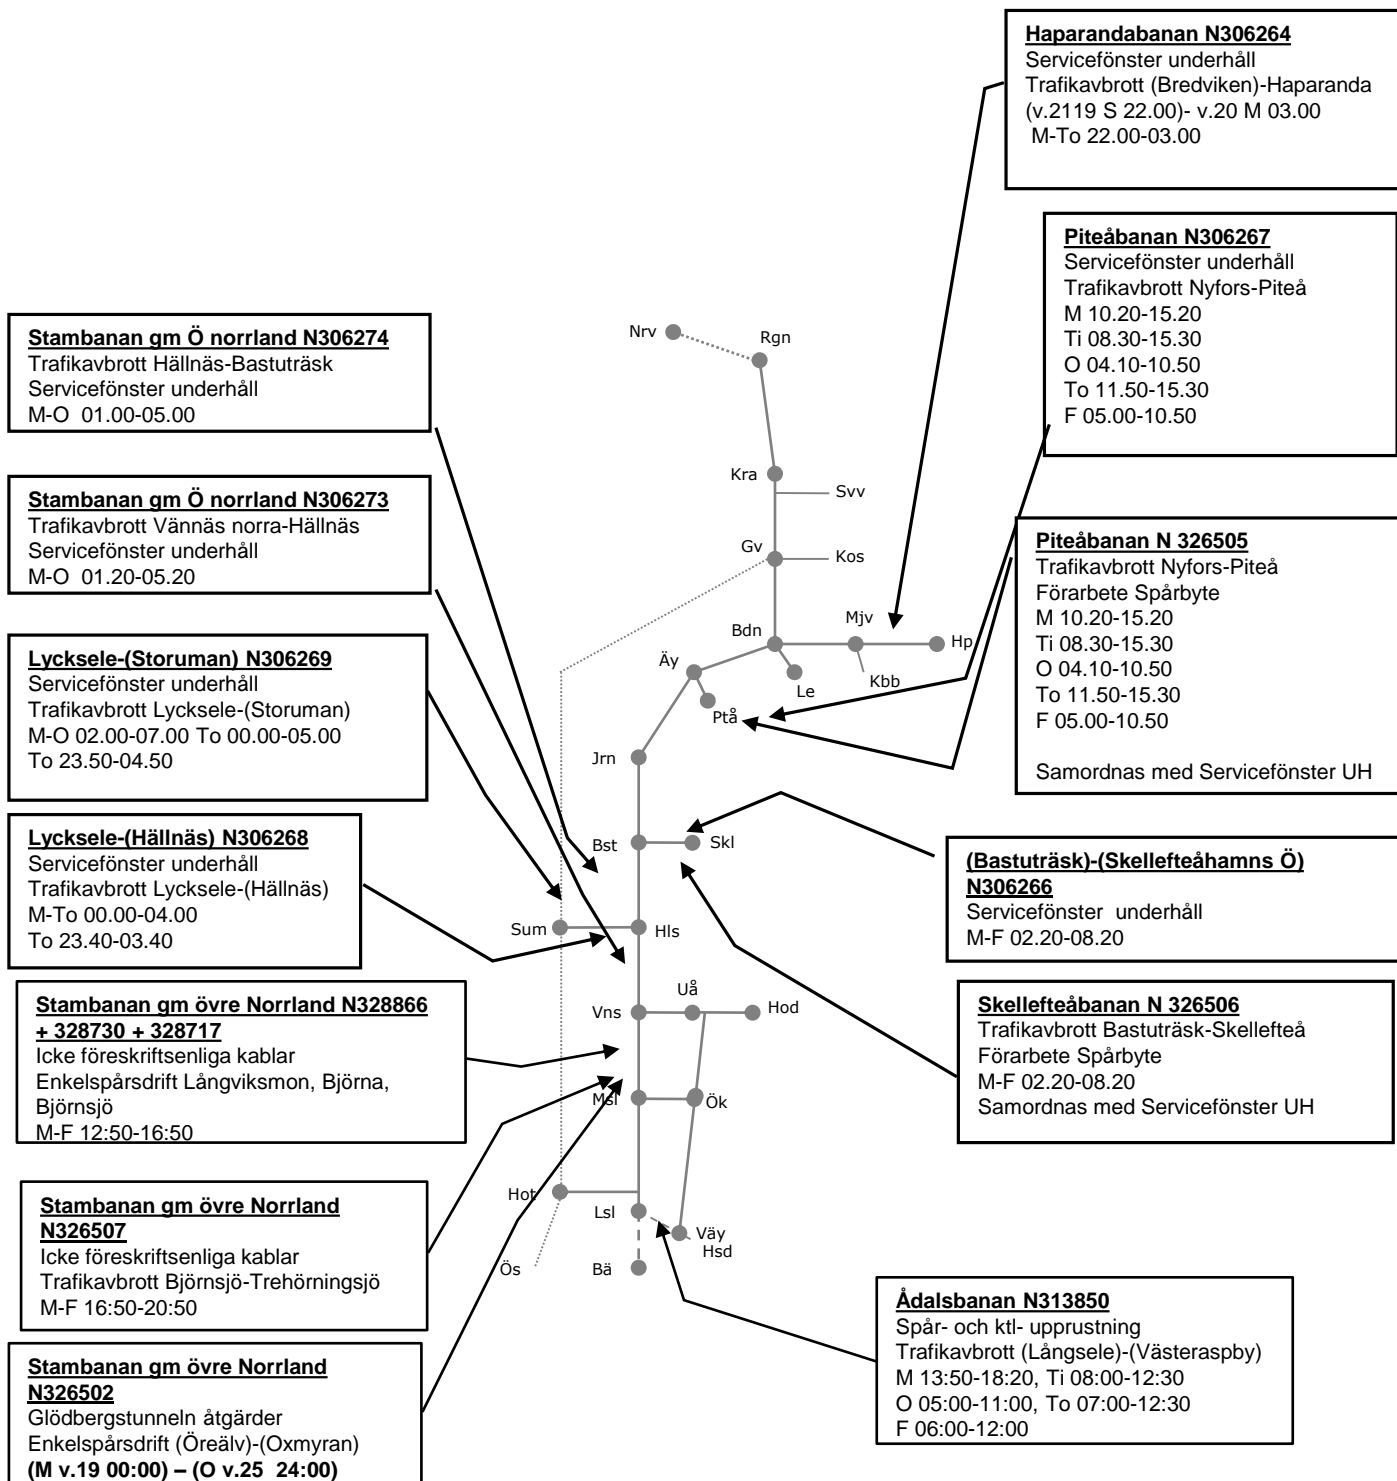 Haparandabanan N306264
Servicefönster underhåll
Trafikavbrott (Bredviken)-Haparanda
(v.2119 S 22.00)- v.20 M 03.00
M-To 22.00-03.00
Piteåbanan N306267
Servicefönster underhåll
Trafikavbrott Nyfors-Piteå
M 10.20-15.20
Ti 08.30-15.30
O 04.10-10.50
To 11.50-15.30
F 05.00-10.50
Stambanan gm Ö norrland N306274
Trafikavbrott Hällnäs-Bastuträsk
Servicefönster underhåll
M-O  01.00-05.00
Stambanan gm Ö norrland N306273
Trafikavbrott Vännäs norra-Hällnäs
Servicefönster underhåll
M-O  01.20-05.20
Piteåbanan N 326505
Trafikavbrott Nyfors-Piteå
Förarbete Spårbyte
M 10.20-15.20
Ti 08.30-15.30
O 04.10-10.50
To 11.50-15.30
F 05.00-10.50
Samordnas med Servicefönster UH
Lycksele-(Storuman) N306269
Servicefönster underhåll
Trafikavbrott Lycksele-(Storuman)
M-O 02.00-07.00 To 00.00-05.00
To 23.50-04.50
Lycksele-(Hällnäs) N306268
Servicefönster underhåll
Trafikavbrott Lycksele-(Hällnäs)
M-To 00.00-04.00
To 23.40-03.40
(Bastuträsk)-(Skellefteåhamns Ö)
N306266
Servicefönster  underhåll
M-F 02.20-08.20
Stambanan gm övre Norrland N328866
+ 328730 + 328717
Icke föreskriftsenliga kablar
Enkelspårsdrift Långviksmon, Björna,
Björnsjö
M-F 12:50-16:50
Skellefteåbanan N 326506
Trafikavbrott Bastuträsk-Skellefteå
Förarbete Spårbyte
M-F 02.20-08.20
Samordnas med Servicefönster UH
Stambanan gm övre Norrland
N326507
Icke föreskriftsenliga kablar
Trafikavbrott Björnsjö-Trehörningsjö
M-F 16:50-20:50
Ådalsbanan N313850
Spår- och ktl- upprustning
Trafikavbrott (Långsele)-(Västeraspby)
M 13:50-18:20, Ti 08:00-12:30
O 05:00-11:00, To 07:00-12:30
F 06:00-12:00
Stambanan gm övre Norrland
N326502
Glödbergstunneln åtgärder
Enkelspårsdrift (Öreälv)-(Oxmyran)
(M v.19 00:00) – (O v.25  24:00)
Nrv
Rgn
Kra
Svv
Gv
Kos
Bdn
Mjv
Hp
Äy
Le
Kbb
Ptå
Jrn
Bst
Skl
Sum
Hls
Vns
Uå
Hod
Msl
Ök
Hot
Lsl
Väy
Hsd
Ös
Bä